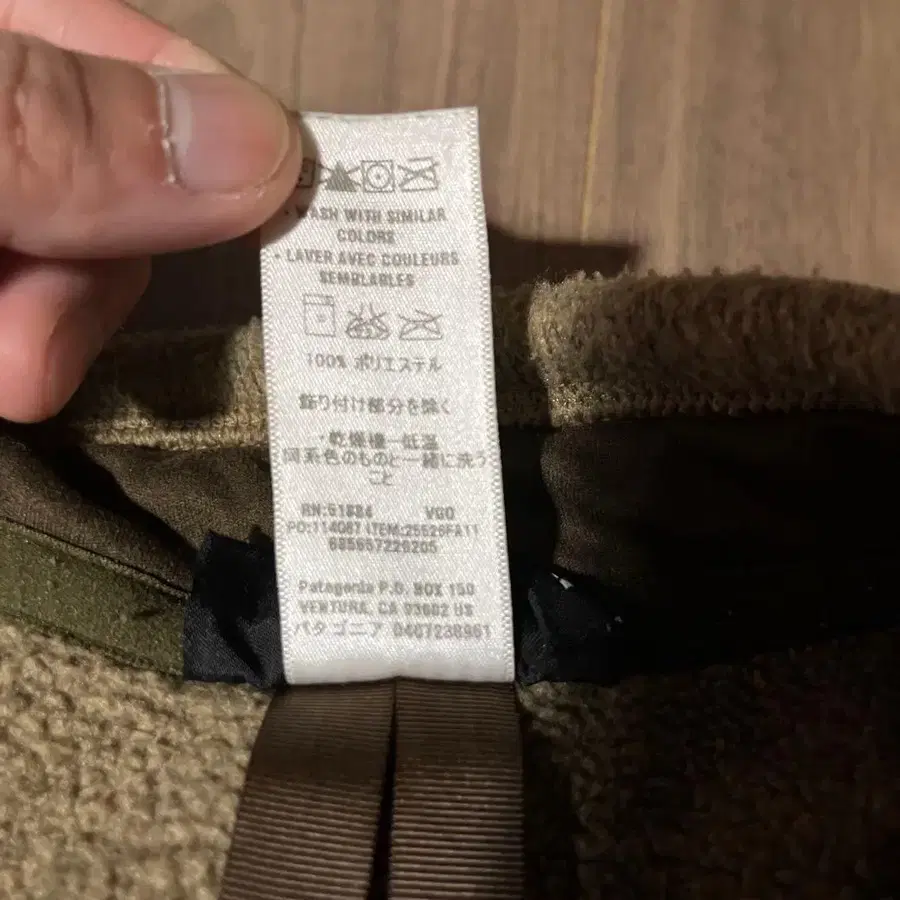 • WASH WITH SIMILAR
COLORS
• LAVER AVEC COULEURS
SEMBLABLES
100% ポリエステル
飾り付け部分を除く
・乾燥機一低温
同系色のものと一緒に洗う
こと
RN:51884 VGO
PO:114087 ITEM:25529FA11
Patagonia P.O. BOX 150
VENTURA, CA 93002 US
パタゴニア 0467238961